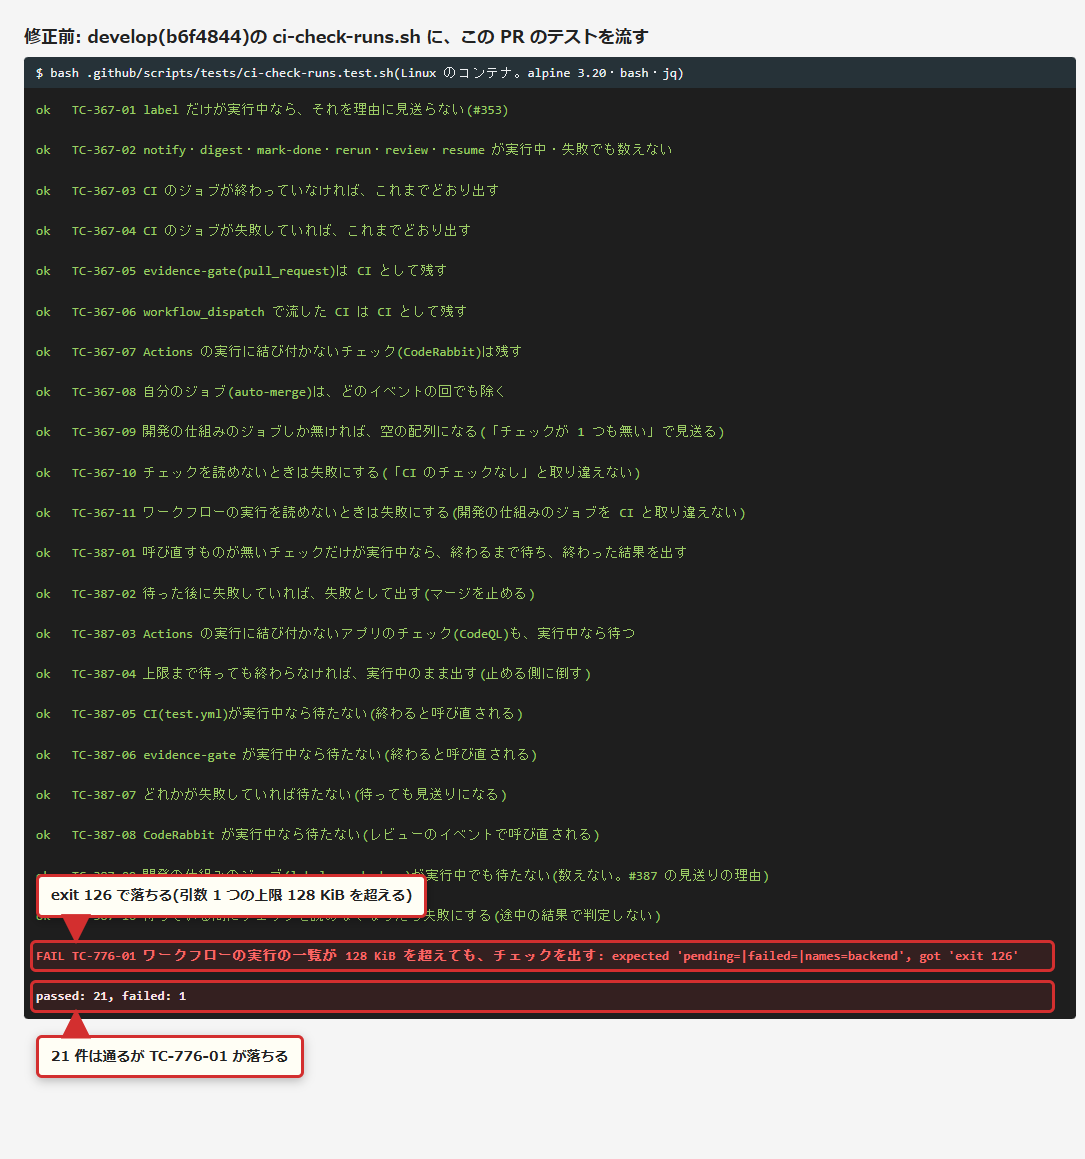 修正前: develop(b6f4844)の ci-check-runs.sh に、この PR のテストを流す
$ bash .github/scripts/tests/ci-check-runs.test.sh(Linux のコンテナ。alpine 3.20・bash・jq)
ok TC-367-01 label だけが実行中なら、それを理由に見送らない(#353)
ok TC-367-02 notify・digest・mark-done・rerun・review・resume が実行中・失敗でも数えない
ok TC-367-03 CI のジョブが終わっていなければ、これまでどおり出す
ok TC-367-04 CI のジョブが失敗していれば、これまでどおり出す
ok TC-367-05 evidence-gate(pull_request)は CI として残す
ok TC-367-06 workflow_dispatch で流した CI は CI として残す
ok TC-367-07 Actions の実行に結び付かないチェック(CodeRabbit)は残す
ok TC-367-08 自分のジョブ(auto-merge)は、どのイベントの回でも除く
ok TC-367-09 開発の仕組みのジョブしか無ければ、空の配列になる(「チェックが 1 つも無い」で見送る)
ok TC-367-10 チェックを読めないときは失敗にする(「CI のチェックなし」と取り違えない)
ok TC-367-11 ワークフローの実行を読めないときは失敗にする(開発の仕組みのジョブを CI と取り違えない)
ok TC-387-01 呼び直すものが無いチェックだけが実行中なら、終わるまで待ち、終わった結果を出す
ok TC-387-02 待った後に失敗していれば、失敗として出す(マージを止める)
ok TC-387-03 Actions の実行に結び付かないアプリのチェック(CodeQL)も、実行中なら待つ
ok TC-387-04 上限まで待っても終わらなければ、実行中のまま出す(止める側に倒す)
ok TC-387-05 CI(test.yml)が実行中なら待たない(終わると呼び直される)
ok TC-387-06 evidence-gate が実行中なら待たない(終わると呼び直される)
ok TC-387-07 どれかが失敗していれば待たない(待っても見送りになる)
ok TC-387-08 CodeRabbit が実行中なら待たない(レビューのイベントで呼び直される)
が実行中でも待たない(数えない。#387 の見送りの理由)
exit 126 で落ちる(引数 1 つの上限 128 KiB を超える)
失敗にする(途中の結果で判定しない)
FAIL TC-776-01 ワークフローの実行の一覧が 128 KiB を超えても、チェックを出す: expected 'pending=|failed=|names=backend', got 'exit 126'
passed: 21, failed: 1
21 件は通るが TC-776-01 が落ちる